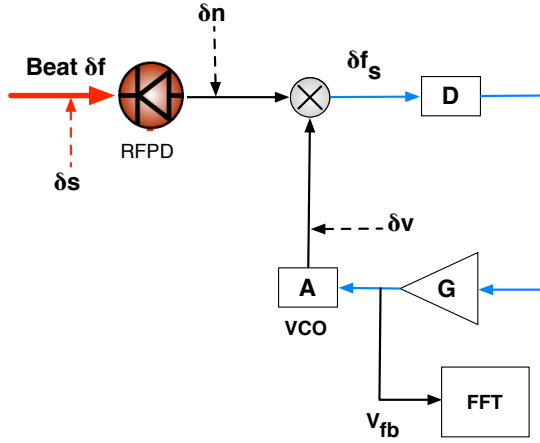 δn
Beat δf
δf_s
D
RFPD
δs
δv
A
G
VCO
V_fb
FFT